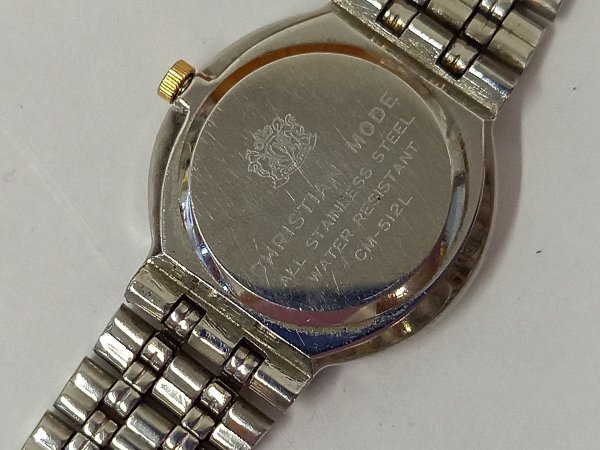 CHRISTIAN MODE
ALL STAINLESS STEEL
WATER RESISTANT
CM-512L